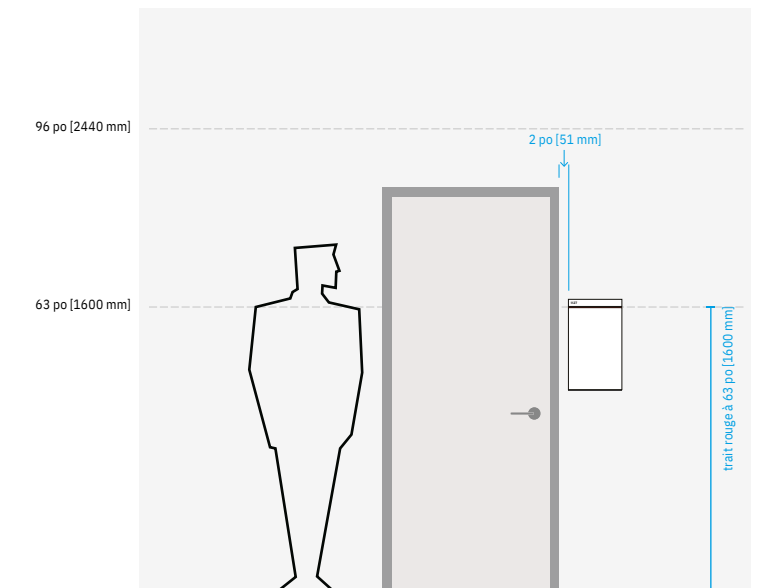 96 po [2440 mm]
2 po [51 mm]
63 po [1600 mm]
trait rouge à 63 po [1600 mm]